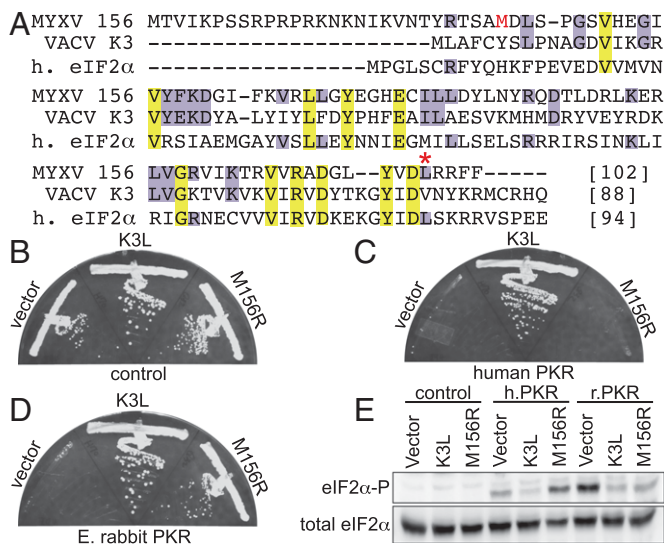 A
MYXV 156 MTVIKPSSRPRPRKNKNIKVNTYRTSAMDLS-PGSVHEGI
VACV K3 ----------------------MLAFCYSLPNAGDVIKGR
h. eIF2α ------------------MPGLSCRFYQHKFPEVEDVVMVN
MYXV 156 VYFKDGI-FKVRLLGYEGHECILLDYLNYRQDTLDRLKER
VACV K3 VYEKDYA-LYIYLFDYPHFEAILAESVKMHMDRYVEYRDK
h. eIF2α VRSIAEMGAYVSLLEYNNIEGMILLSELSRRRIRSINKLI
*
MYXV 156 LVGRVIKTRVVRADGL--YVDLRRFF----- [102]
VACV K3 LVGKTVKVKVIRVDYTKGYIDVNYKRMCRHQ [88]
h. eIF2α RIGRNECVVVIRVDKEKGYIDLSKRRVSPEE [94]
B
vector K3L M156R
control
C
vector K3L M156R
human PKR
D
vector K3L M156R
E. rabbit PKR
E
control h.PKR r.PKR
Vector K3L M156R Vector K3L M156R Vector K3L M156R
eIF2α-P
total eIF2α